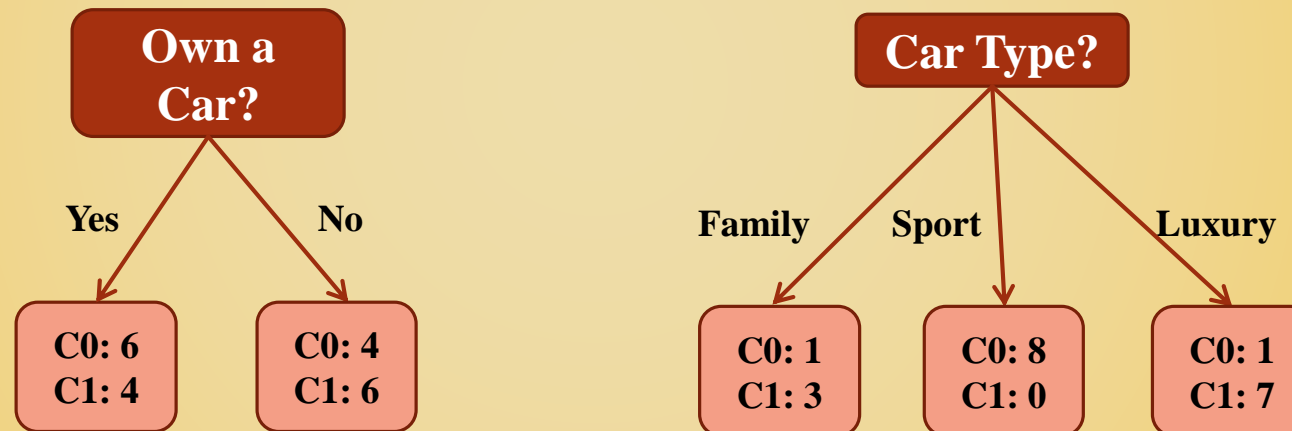 Own a
Car?
Yes
No
C0: 6
C1: 4
C0: 4
C1: 6
Car Type?
Family
Sport
Luxury
C0: 1
C1: 3
C0: 8
C1: 0
C0: 1
C1: 7